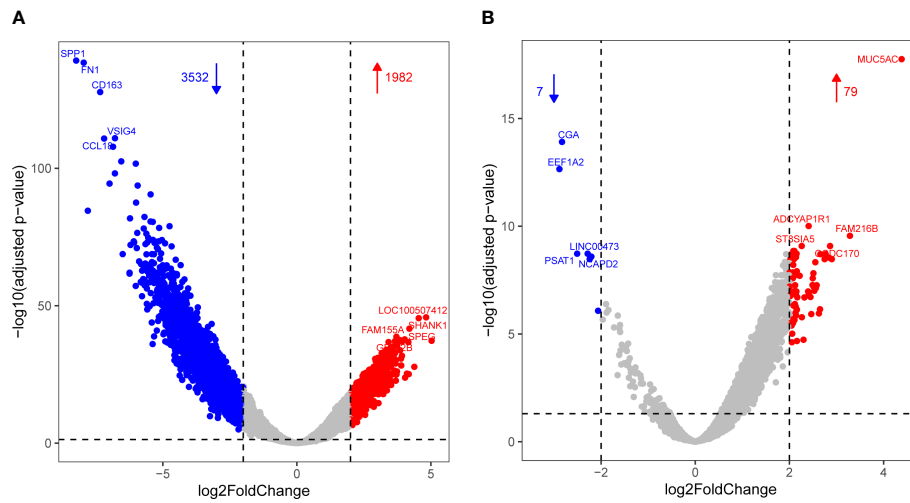 A
SPP1
FN1
CD163
VSIG4
CCL18
3532
1982
LOC100507412
SHANK1
FAM155A
SPEG
100
50
0
−5
0
5
log2FoldChange
−log10(adjusted p−value)
B
MUC5AC
7
79
CGA
EEF1A2
ADCYAP1R1
FAM216B
ST8SIA5
CCDC170
LINC00473
PSAT1
NCAPD2
15
10
5
0
−2
0
2
4
log2FoldChange
−log10(adjusted p−value)